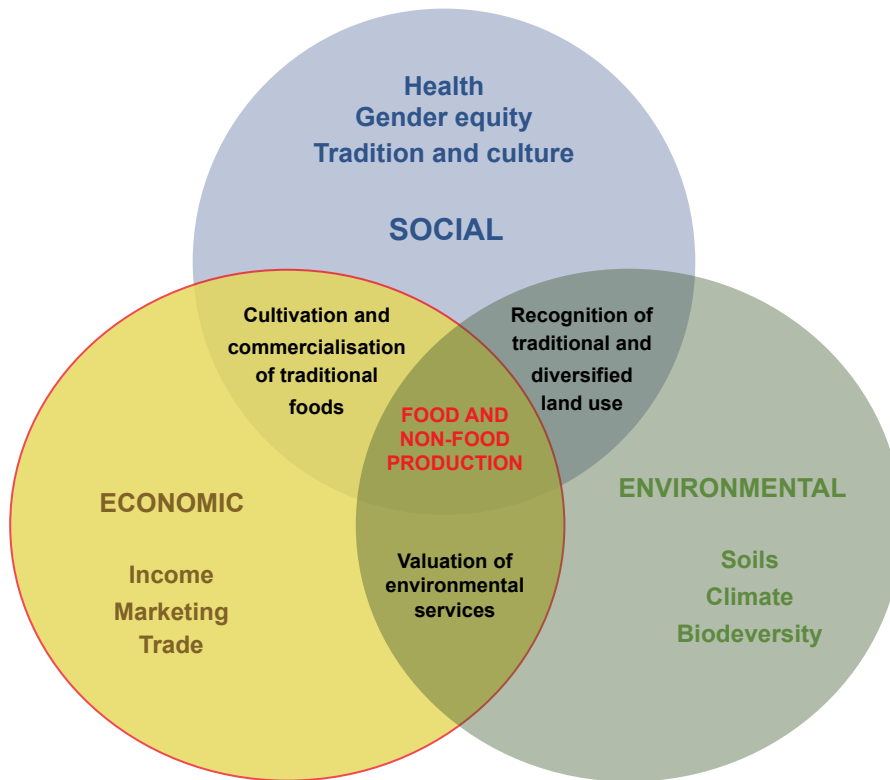 Health
Gender equity
Tradition and culture
SOCIAL
Cultivation and
commercialisation
of traditional
foods
Recognition of
traditional and
diversified
land use
FOOD AND
NON-FOOD
PRODUCTION
ECONOMIC
Income
Marketing
Trade
ENVIRONMENTAL
Soils
Climate
Biodeversity
Valuation of
environmental
services